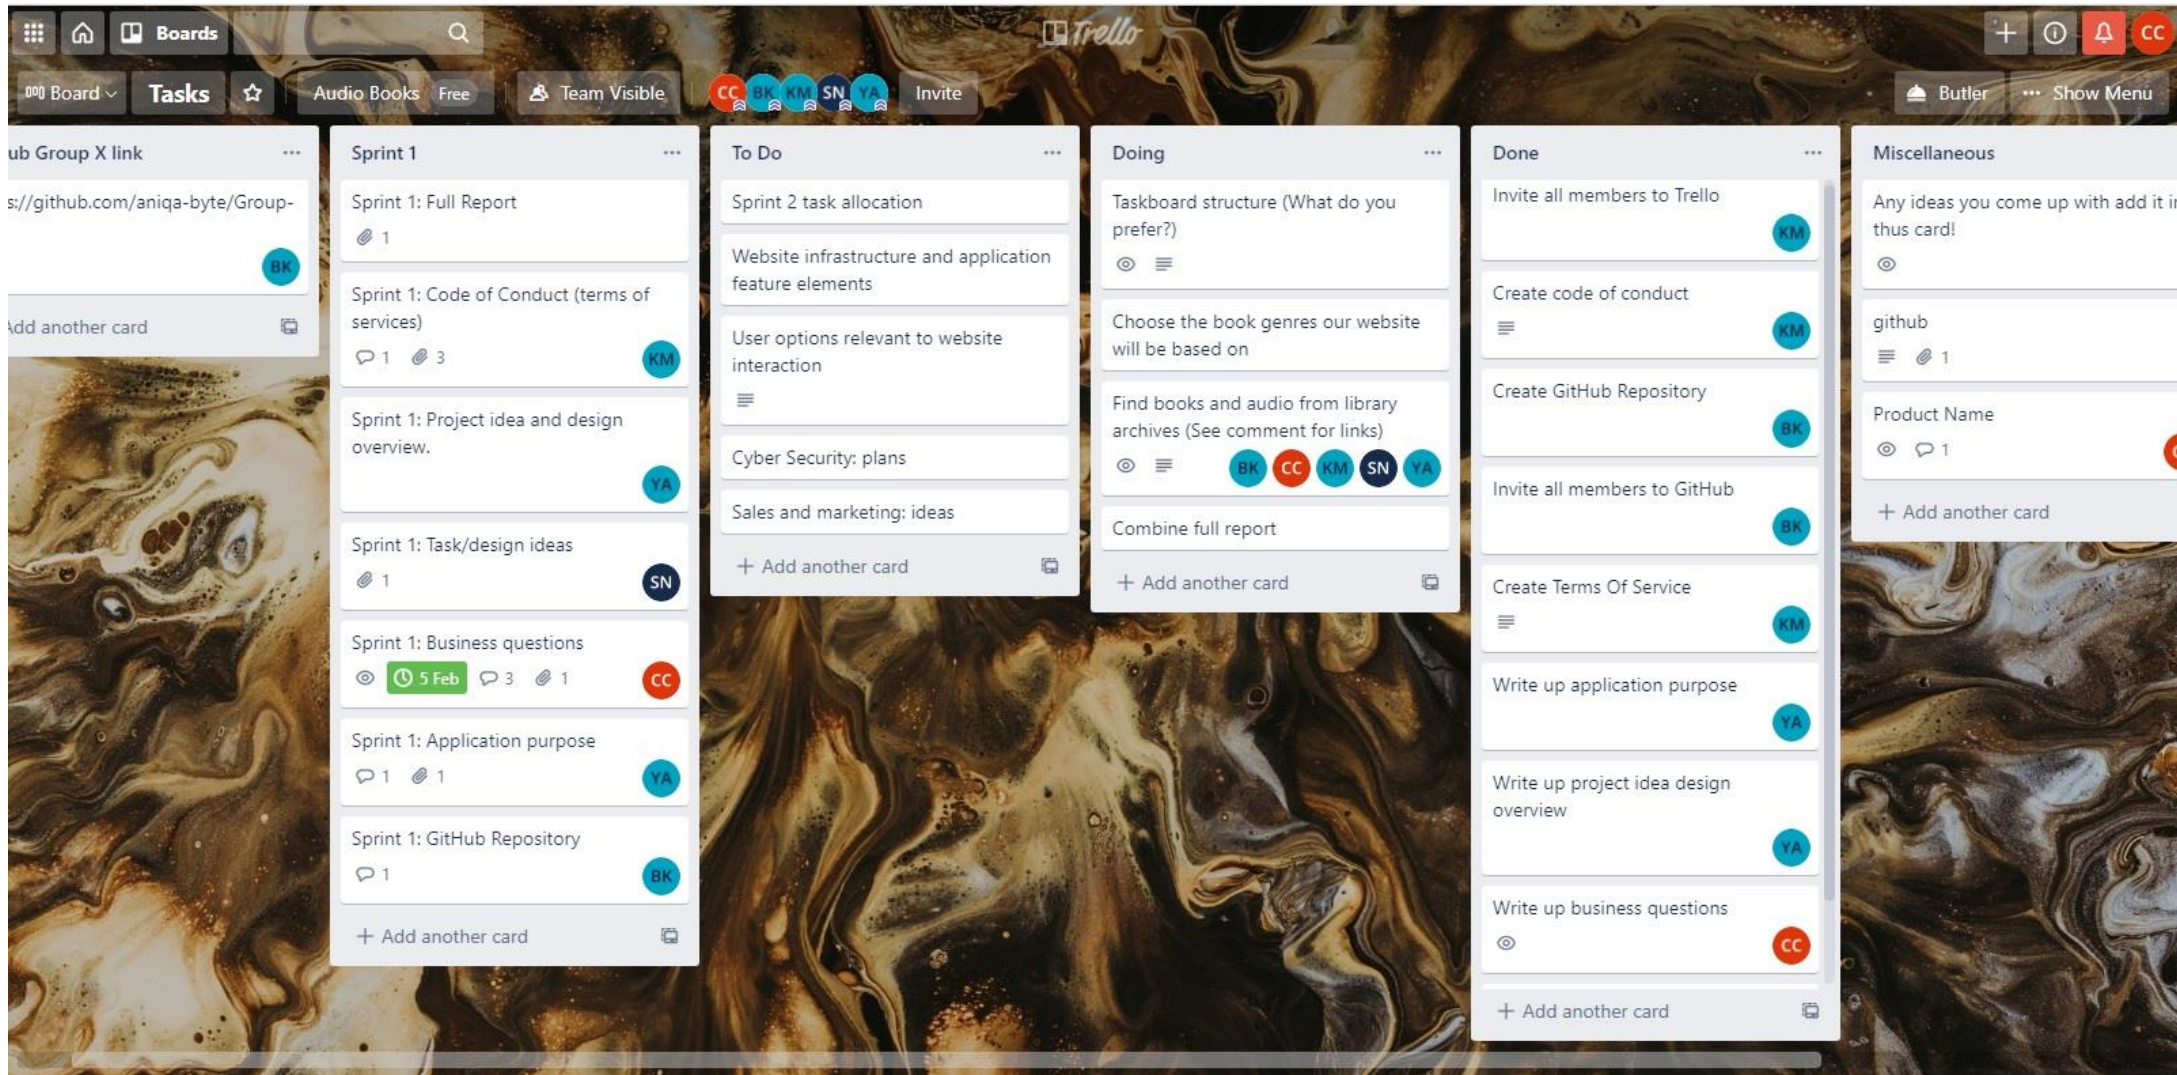 Boards
Trello
CC
Board
Tasks
Audio Books Free
Team Visible
CC BK KM SN YA
Invite
Butler
··· Show Menu
ub Group X link
s://github.com/aniqa-byte/Group-
BK
Add another card
Sprint 1
Sprint 1: Full Report
1
Sprint 1: Code of Conduct (terms of
services)
1 3
KM
Sprint 1: Project idea and design
overview.
YA
Sprint 1: Task/design ideas
1
SN
Sprint 1: Business questions
5 Feb 3 1
CC
Sprint 1: Application purpose
1 1
YA
Sprint 1: GitHub Repository
1
BK
+ Add another card
To Do
Sprint 2 task allocation
Website infrastructure and application
feature elements
User options relevant to website
interaction
Cyber Security: plans
Sales and marketing: ideas
+ Add another card
Doing
Taskboard structure (What do you
prefer?)
Choose the book genres our website
will be based on
Find books and audio from library
archives (See comment for links)
BK CC KM SN YA
Combine full report
+ Add another card
Done
Invite all members to Trello
KM
Create code of conduct
KM
Create GitHub Repository
BK
Invite all members to GitHub
BK
Create Terms Of Service
KM
Write up application purpose
YA
Write up project idea design
overview
YA
Write up business questions
CC
+ Add another card
Miscellaneous
Any ideas you come up with add it in
thus card!
github
1
Product Name
1
+ Add another card